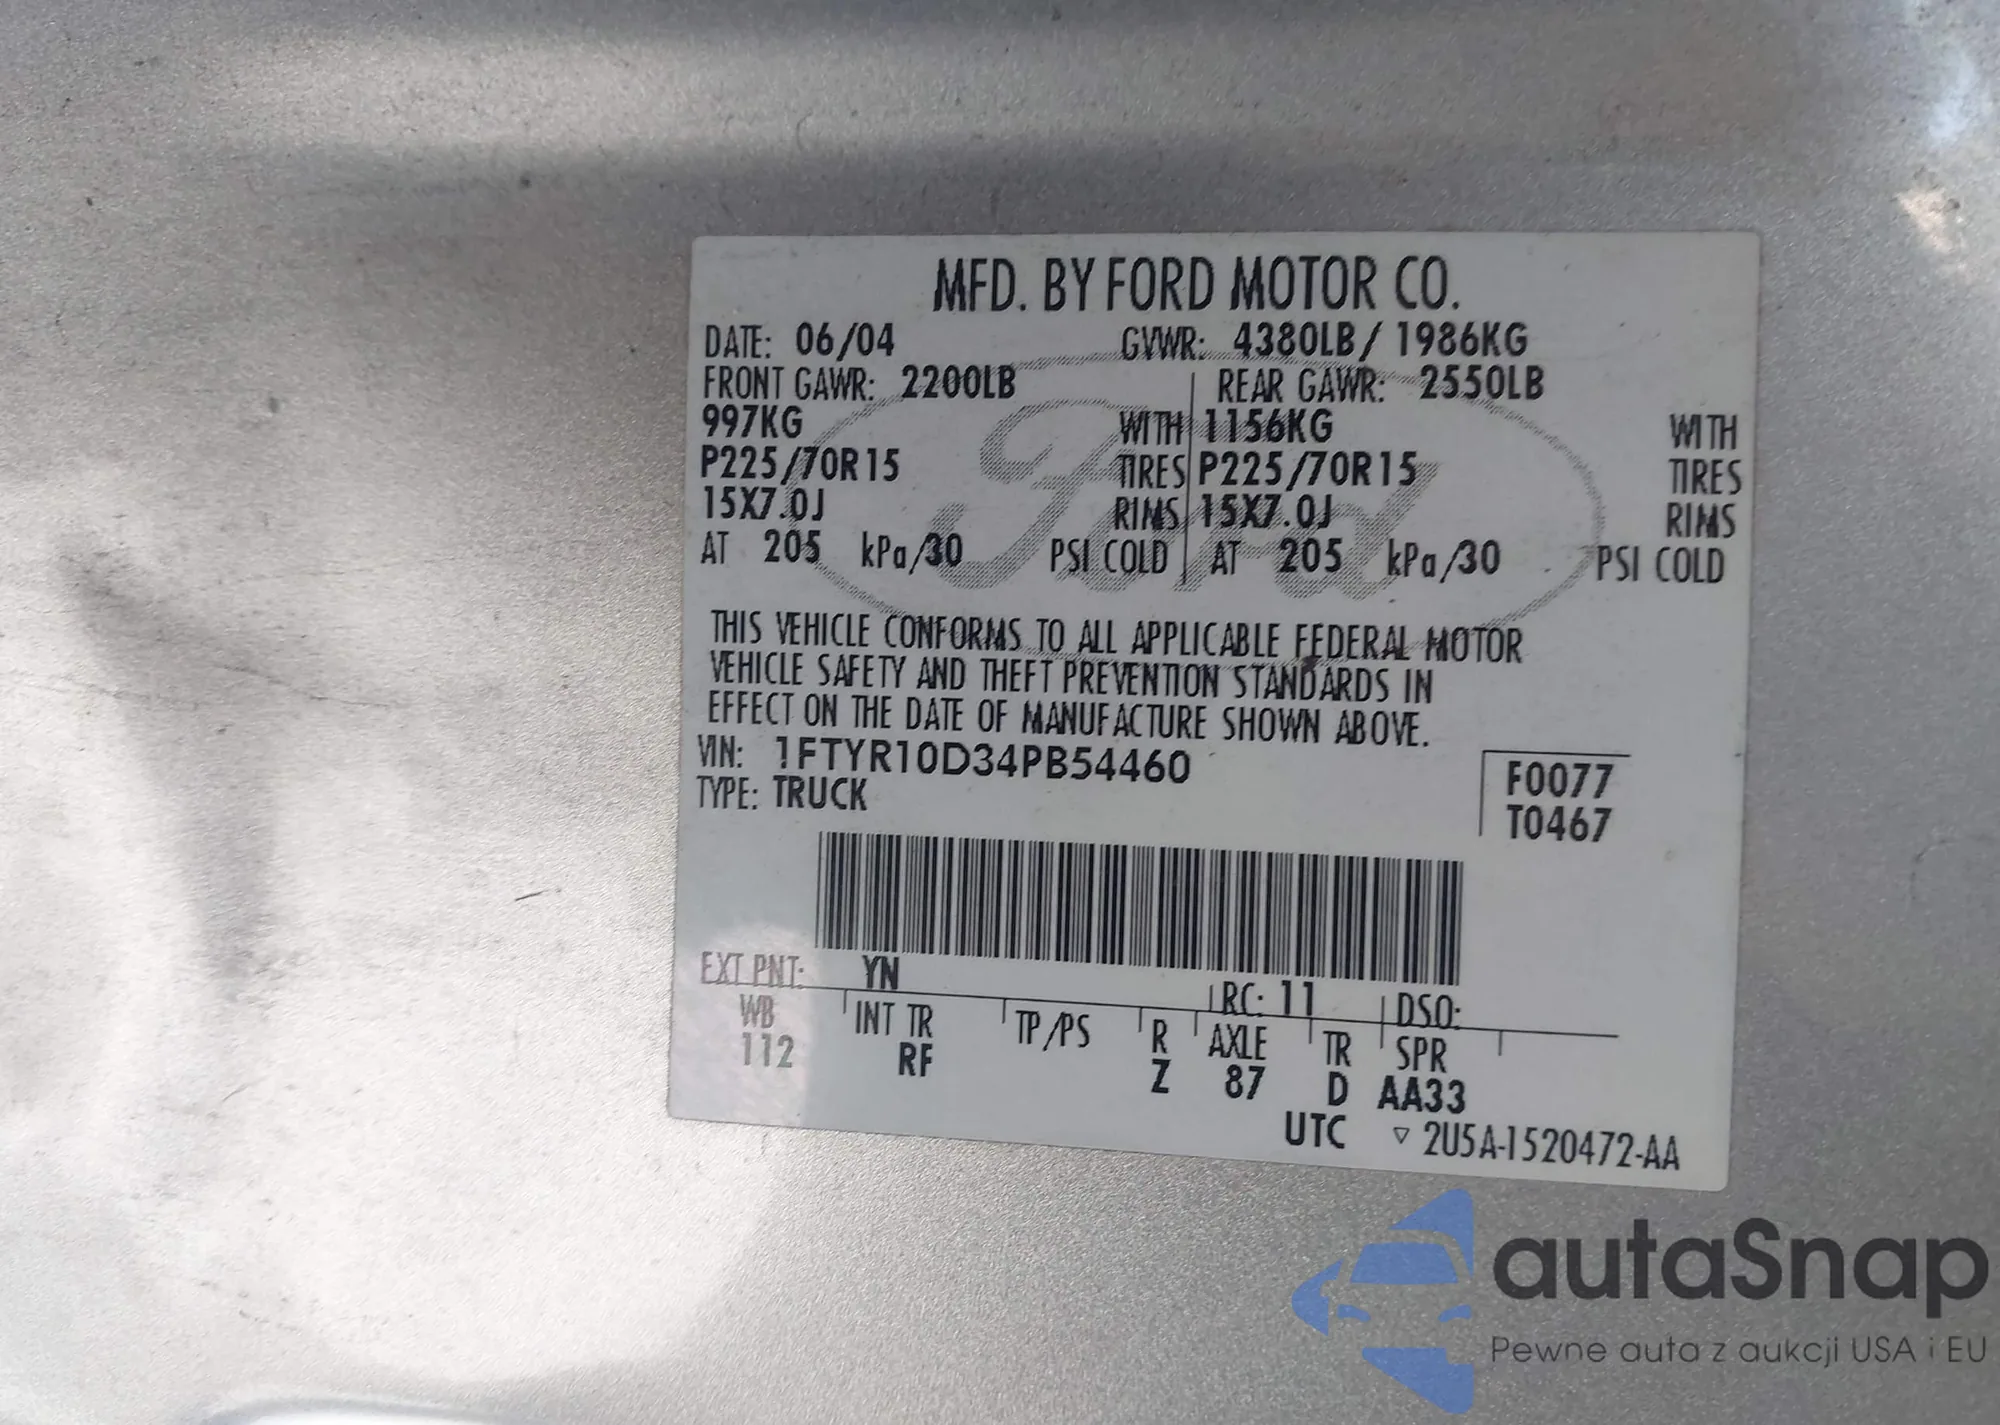 MFD. BY FORD MOTOR CO.
DATE: 06/04 GVWR: 4380LB/ 1986KG
FRONT GAWR: 2200LB REAR GAWR: 2550LB
997KG WITH 1156KG WITH
P225/70R15 TIRES P225/70R15 TIRES
15X7.0J RIMS 15X7.0J RIMS
AT 205 kPa/30 PSI COLD AT 205 kPa/30 PSI COLD
Ford
THIS VEHICLE CONFORMS TO ALL APPLICABLE FEDERAL MOTOR
VEHICLE SAFETY AND THEFT PREVENTION STANDARDS IN
EFFECT ON THE DATE OF MANUFACTURE SHOWN ABOVE.
VIN: 1FTYR10D34PB54460
TYPE: TRUCK
F0077
T0467
EXT PNT: YN RC: 11 DSO:
WB INT TR TP/PS R AXLE TR SPR
112 RF Z 87 D AA33
UTC ▽ 2U5A-1520472-AA
autaSnap
Pewne auta z aukcji USA i EU